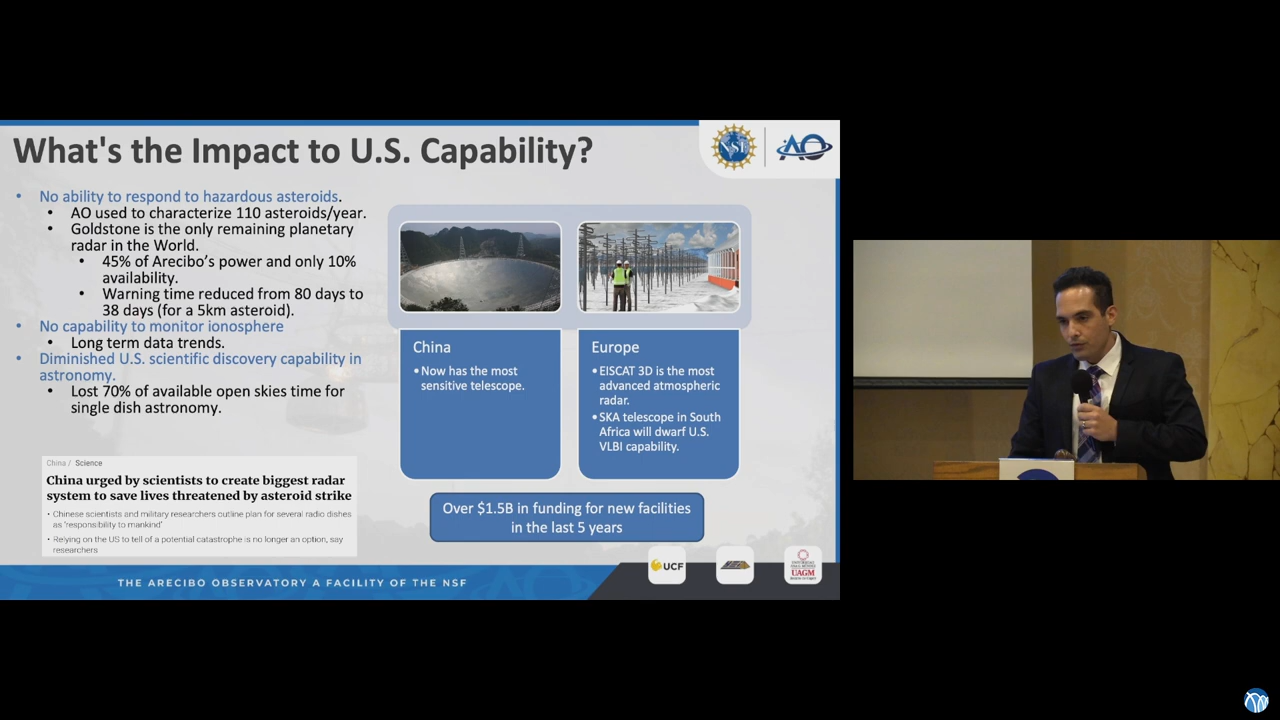 What's the Impact to U.S. Capability?
NSF
AO
• No ability to respond to hazardous asteroids.
• AO used to characterize 110 asteroids/year.
• Goldstone is the only remaining planetary
radar in the World.
• 45% of Arecibo's power and only 10%
availability.
• Warning time reduced from 80 days to
38 days (for a 5km asteroid).
• No capability to monitor ionosphere
• Long term data trends.
• Diminished U.S. scientific discovery capability in
astronomy.
• Lost 70% of available open skies time for
single dish astronomy.
China / Science
China urged by scientists to create biggest radar
system to save lives threatened by asteroid strike
• Chinese scientists and military researchers outline plan for several radio dishes
as 'responsibility to mankind'
• Relying on the US to tell of a potential catastrophe is no longer an option, say
researchers
China
• Now has the most
sensitive telescope.
Europe
• EISCAT 3D is the most
advanced atmospheric
radar.
• SKA telescope in South
Africa will dwarf U.S.
VLBI capability.
Over $1.5B in funding for new facilities
in the last 5 years
THE ARECIBO OBSERVATORY A FACILITY OF THE NSF
UCF
UAGM